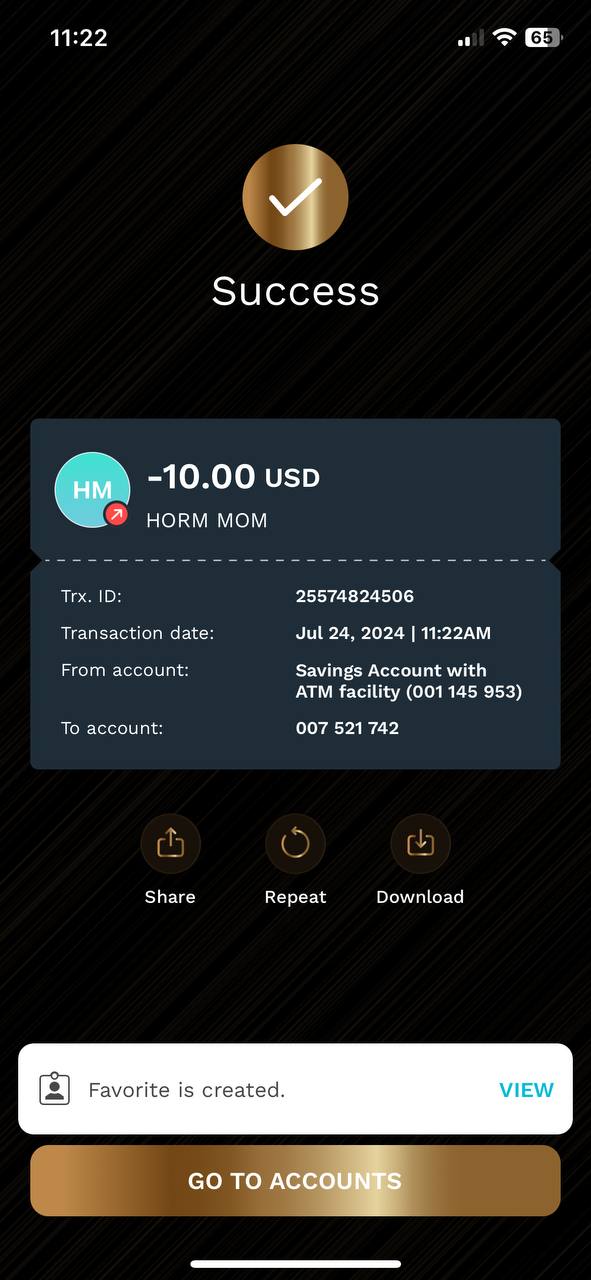 11:22
65
Success
HM
-10.00 USD
HORM MOM
Trx. ID: 25574824506
Transaction date: Jul 24, 2024 | 11:22AM
From account: Savings Account with
ATM facility (001 145 953)
To account: 007 521 742
Share Repeat Download
Favorite is created. VIEW
GO TO ACCOUNTS